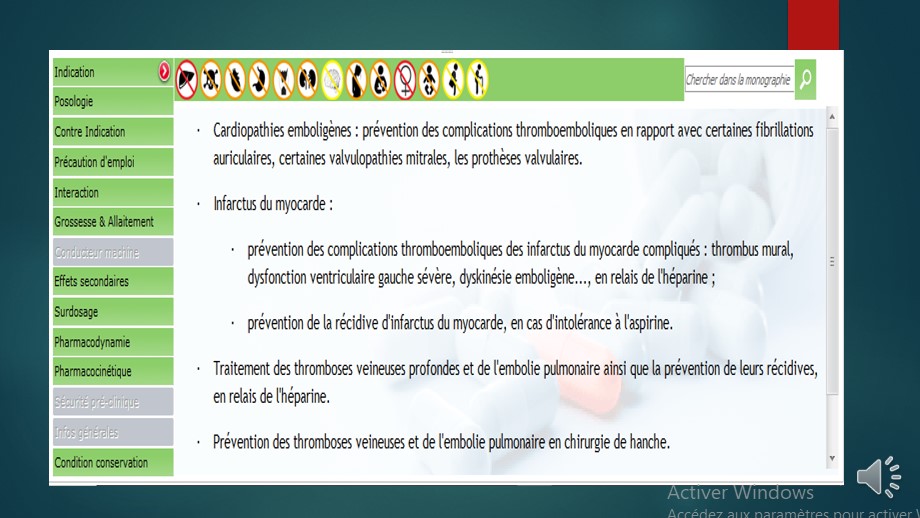 Indication
Posologie
Contre Indication
Précaution d'emploi
Interaction
Grossesse & Allaitement
Conducteur machine
Effets secondaires
Surdosage
Pharmacodynamie
Pharmacocinétique
Sécurité pré-clinique
Infos générales
Condition conservation
Chercher dans la monographie
· Cardiopathies emboligènes : prévention des complications thromboemboliques en rapport avec certaines fibrillations
auriculaires, certaines valvulopathies mitrales, les prothèses valvulaires.
· Infarctus du myocarde :
· prévention des complications thromboemboliques des infarctus du myocarde compliqués : thrombus mural,
dysfonction ventriculaire gauche sévère, dyskinésie emboligène..., en relais de l'héparine ;
· prévention de la récidive d'infarctus du myocarde, en cas d'intolérance à l'aspirine.
· Traitement des thromboses veineuses profondes et de l'embolie pulmonaire ainsi que la prévention de leurs récidives,
en relais de l'héparine.
· Prévention des thromboses veineuses et de l'embolie pulmonaire en chirurgie de hanche.
Activer Windows
Accédez aux paramètres pour activer W